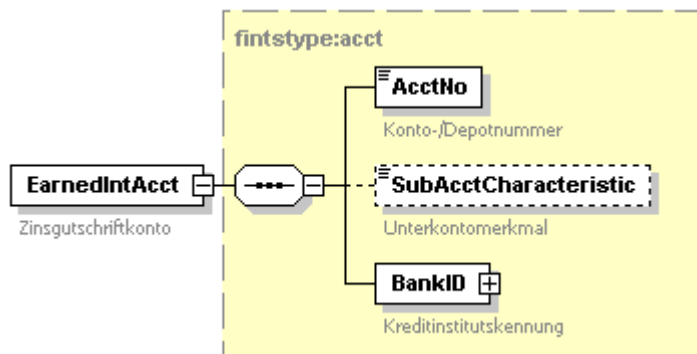 fintstype:acct
AcctNo
Konto-/Depotnummer
EarnedIntAcct
Zinsgutschriftkonto
SubAcctCharacteristic
Unterkontomerkmal
BankID
Kreditinstitutskennung